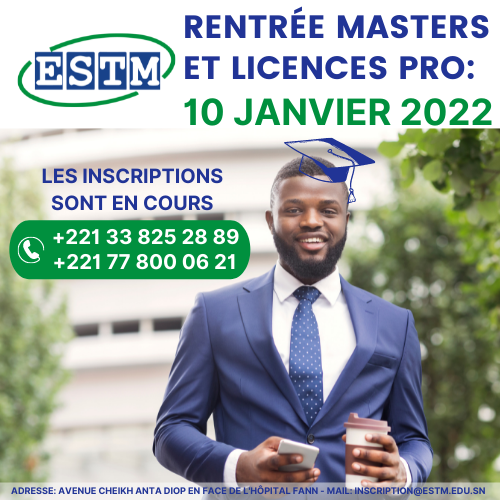 ESTM
RENTRÉE MASTERS
ET LICENCES PRO:
10 JANVIER 2022
LES INSCRIPTIONS
SONT EN COURS
+221 33 825 28 89
+221 77 800 06 21
ADRESSE: AVENUE CHEIKH ANTA DIOP EN FACE DE L'HÔPITAL FANN - MAIL: INSCRIPTION@ESTM.EDU.SN